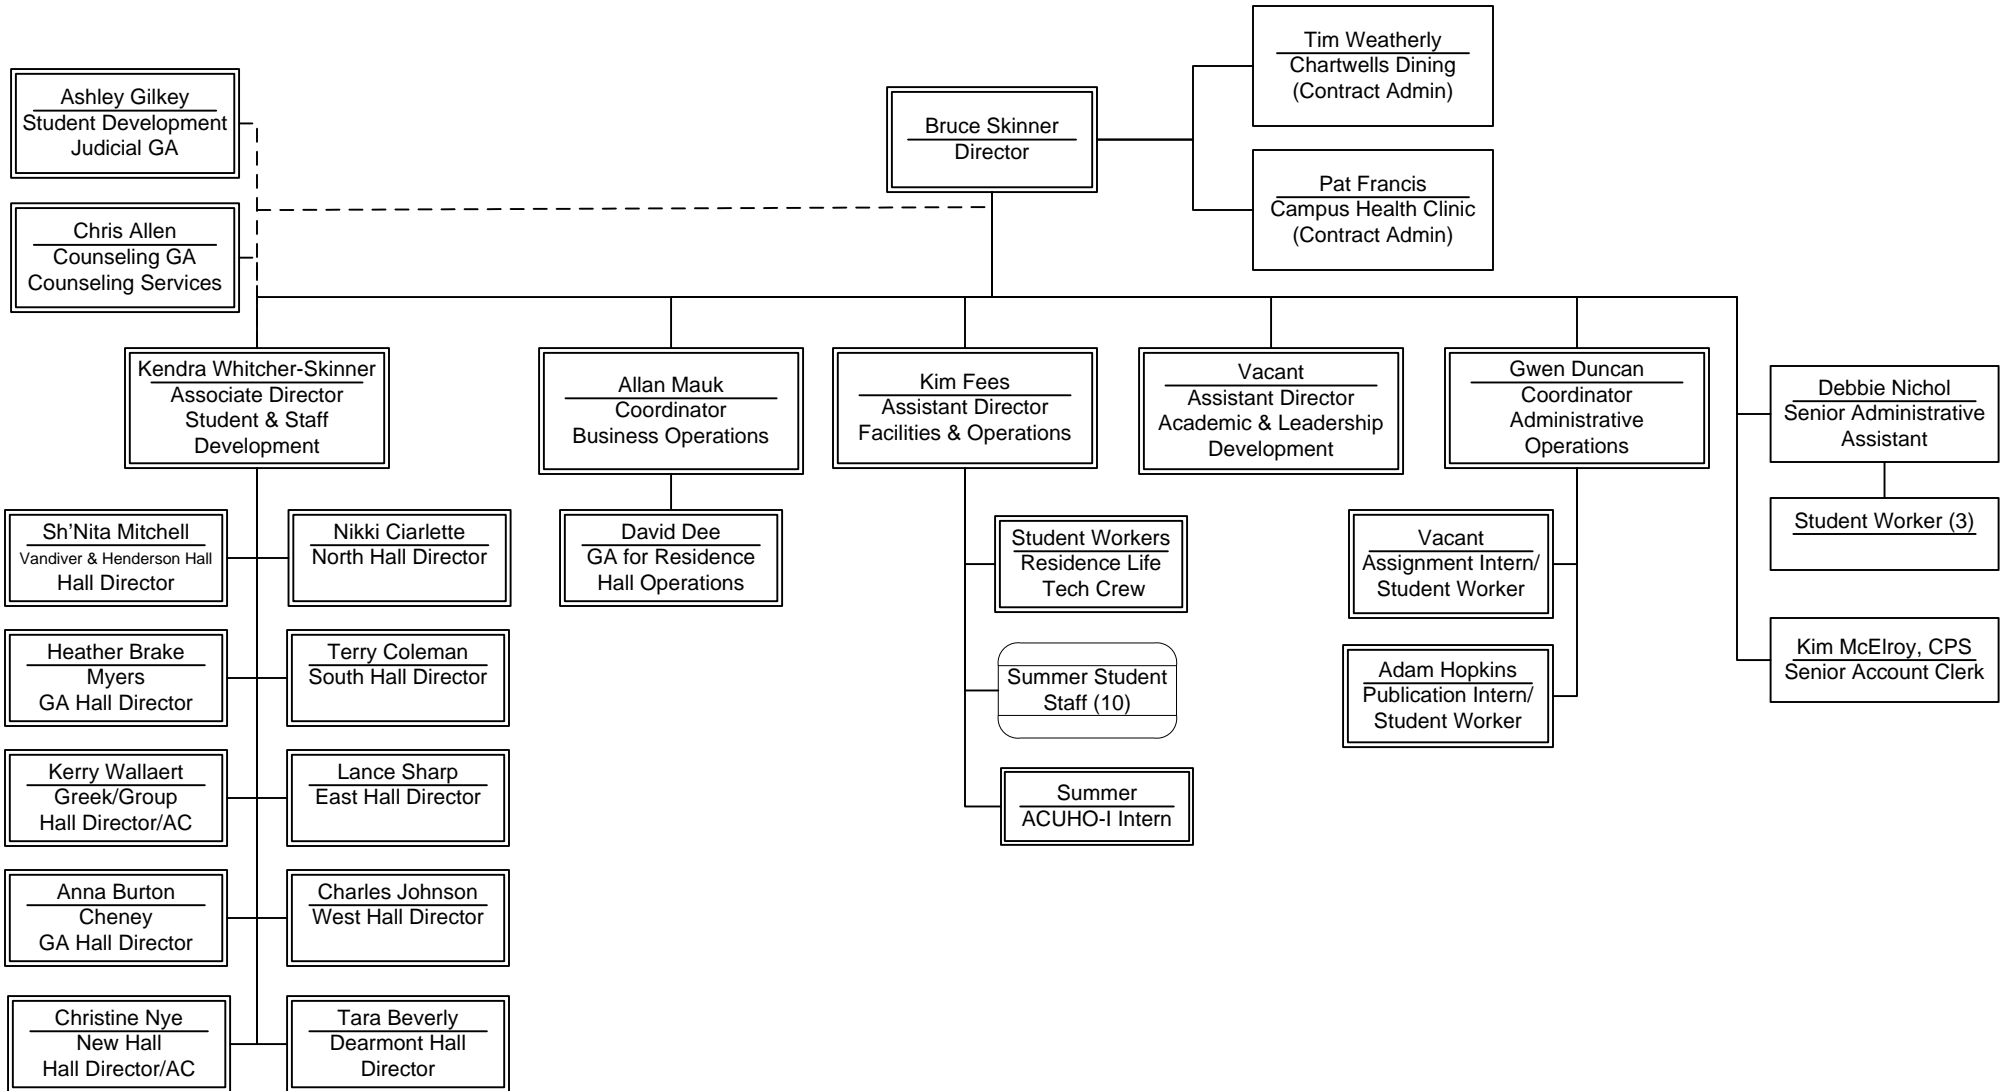 Tim Weatherly
Chartwells Dining
(Contract Admin)
Ashley Gilkey
Student Development
Judicial GA
Bruce Skinner
Director
Pat Francis
Campus Health Clinic
(Contract Admin)
Chris Allen
Counseling GA
Counseling Services
Kendra Whitcher-Skinner
Associate Director
Student & Staff
Development
Allan Mauk
Coordinator
Business Operations
Kim Fees
Assistant Director
Facilities & Operations
Vacant
Assistant Director
Academic & Leadership
Development
Gwen Duncan
Coordinator
Administrative
Operations
Debbie Nichol
Senior Administrative
Assistant
Student Worker (3)
Kim McElroy, CPS
Senior Account Clerk
Sh'Nita Mitchell
Vandiver & Henderson Hall
Hall Director
Nikki Ciarlette
North Hall Director
Heather Brake
Myers
GA Hall Director
Terry Coleman
South Hall Director
Kerry Wallaert
Greek/Group
Hall Director/AC
Lance Sharp
East Hall Director
Anna Burton
Cheney
GA Hall Director
Charles Johnson
West Hall Director
Christine Nye
New Hall
Hall Director/AC
Tara Beverly
Dearmont Hall
Director
David Dee
GA for Residence
Hall Operations
Student Workers
Residence Life
Tech Crew
Summer Student
Staff (10)
Summer
ACUHO-I Intern
Vacant
Assignment Intern/
Student Worker
Adam Hopkins
Publication Intern/
Student Worker